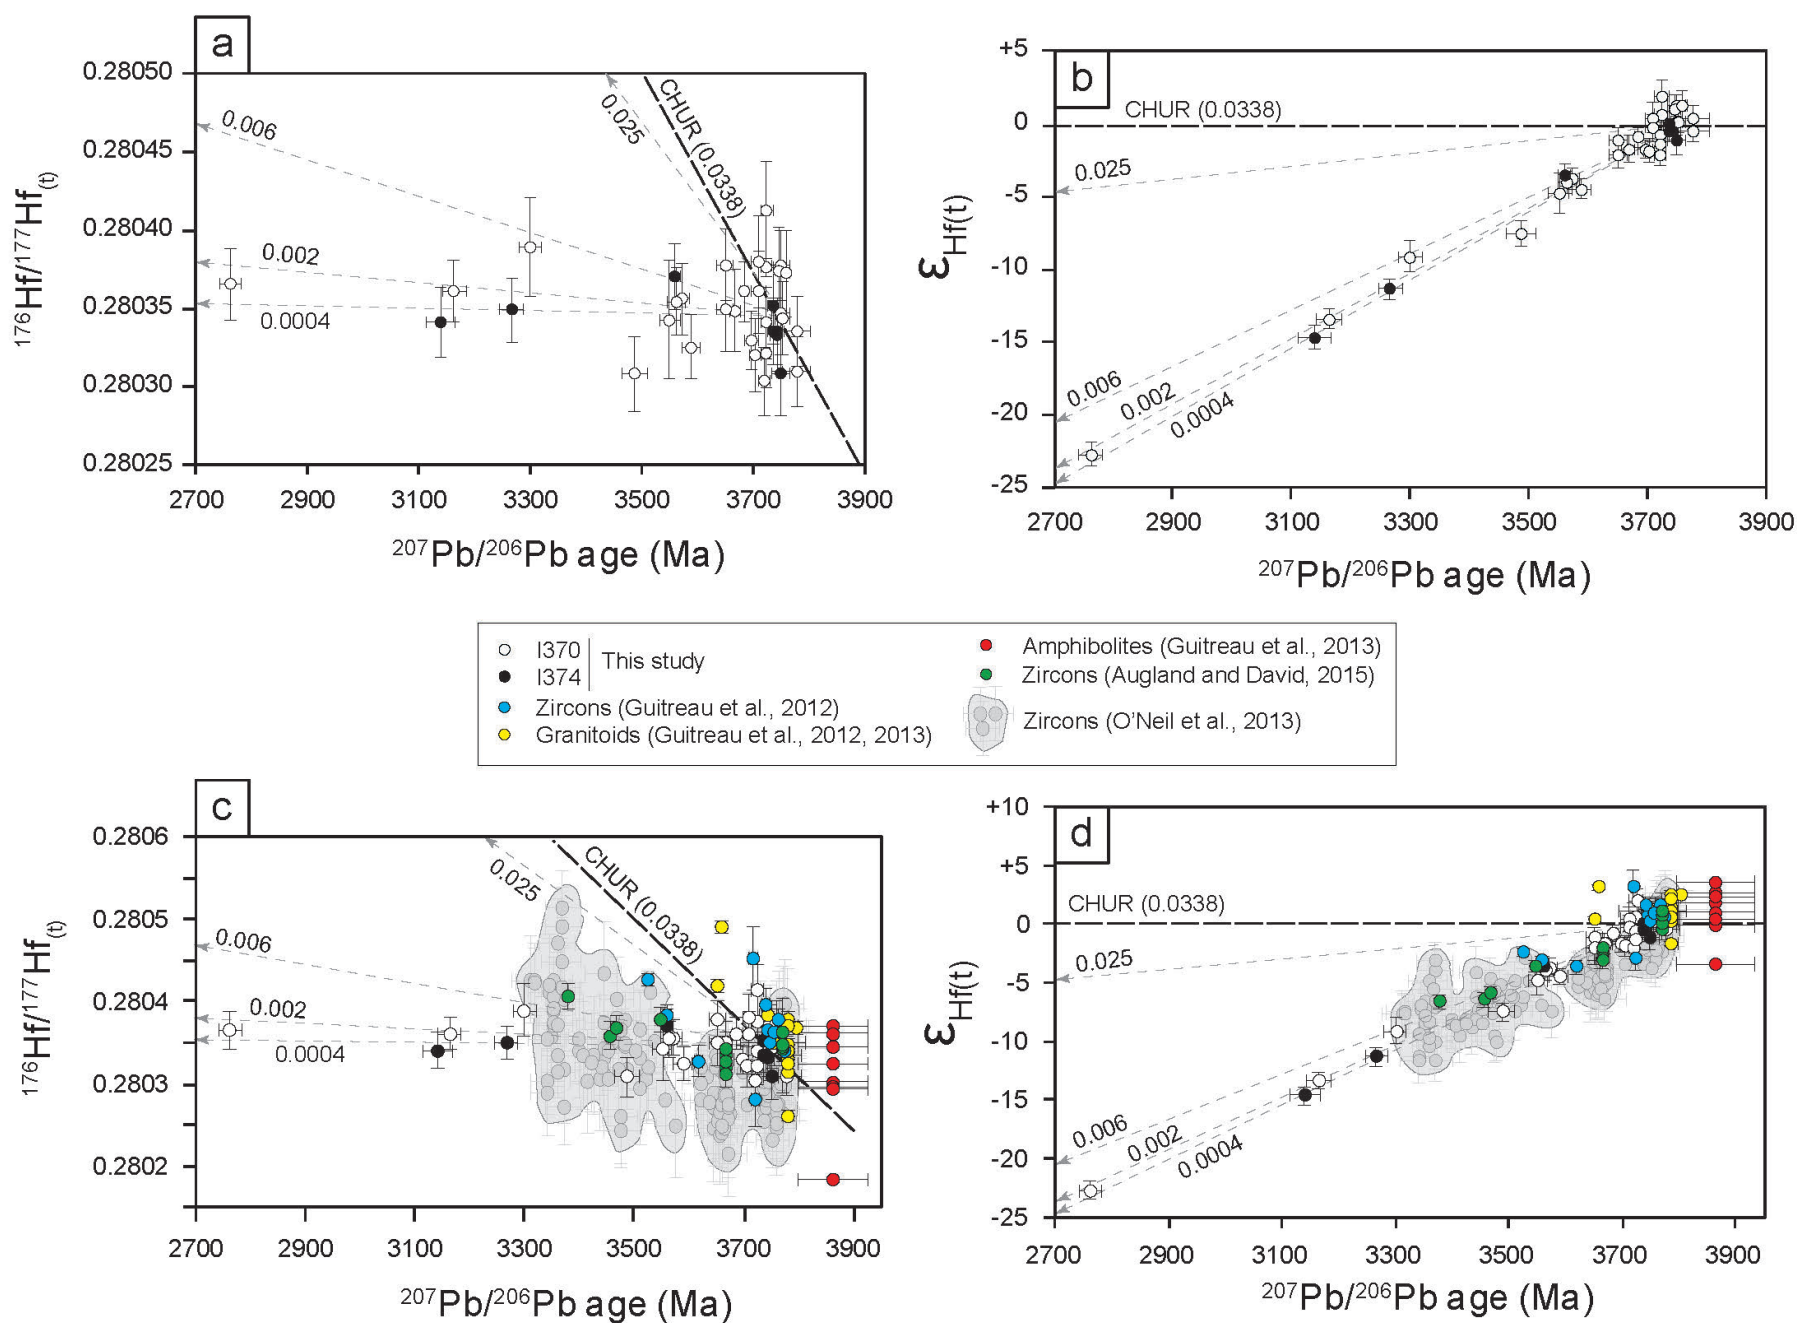 a
0.28050
0.28045
0.28040
0.28035
0.28030
0.28025
176Hf/177Hf(t)
0.006
0.002
0.0004
0.025
CHUR (0.0338)
2700 2900 3100 3300 3500 3700 3900
207Pb/206Pb age (Ma)
b
+5
0
-5
-10
-15
-20
-25
εHf(t)
CHUR (0.0338)
0.025
0.006
0.002
0.0004
2700 2900 3100 3300 3500 3700 3900
207Pb/206Pb age (Ma)
I370
I374
This study
Zircons (Guitreau et al., 2012)
Granitoids (Guitreau et al., 2012, 2013)
Amphibolites (Guitreau et al., 2013)
Zircons (Augland and David, 2015)
Zircons (O'Neil et al., 2013)
c
0.2806
0.2805
0.2804
0.2803
0.2802
176Hf/177Hf(t)
0.025
CHUR (0.0338)
0.006
0.002
0.0004
2700 2900 3100 3300 3500 3700 3900
207Pb/206Pb age (Ma)
d
+10
+5
0
-5
-10
-15
-20
-25
εHf(t)
CHUR (0.0338)
0.025
0.006
0.002
0.0004
2700 2900 3100 3300 3500 3700 3900
207Pb/206Pb age (Ma)